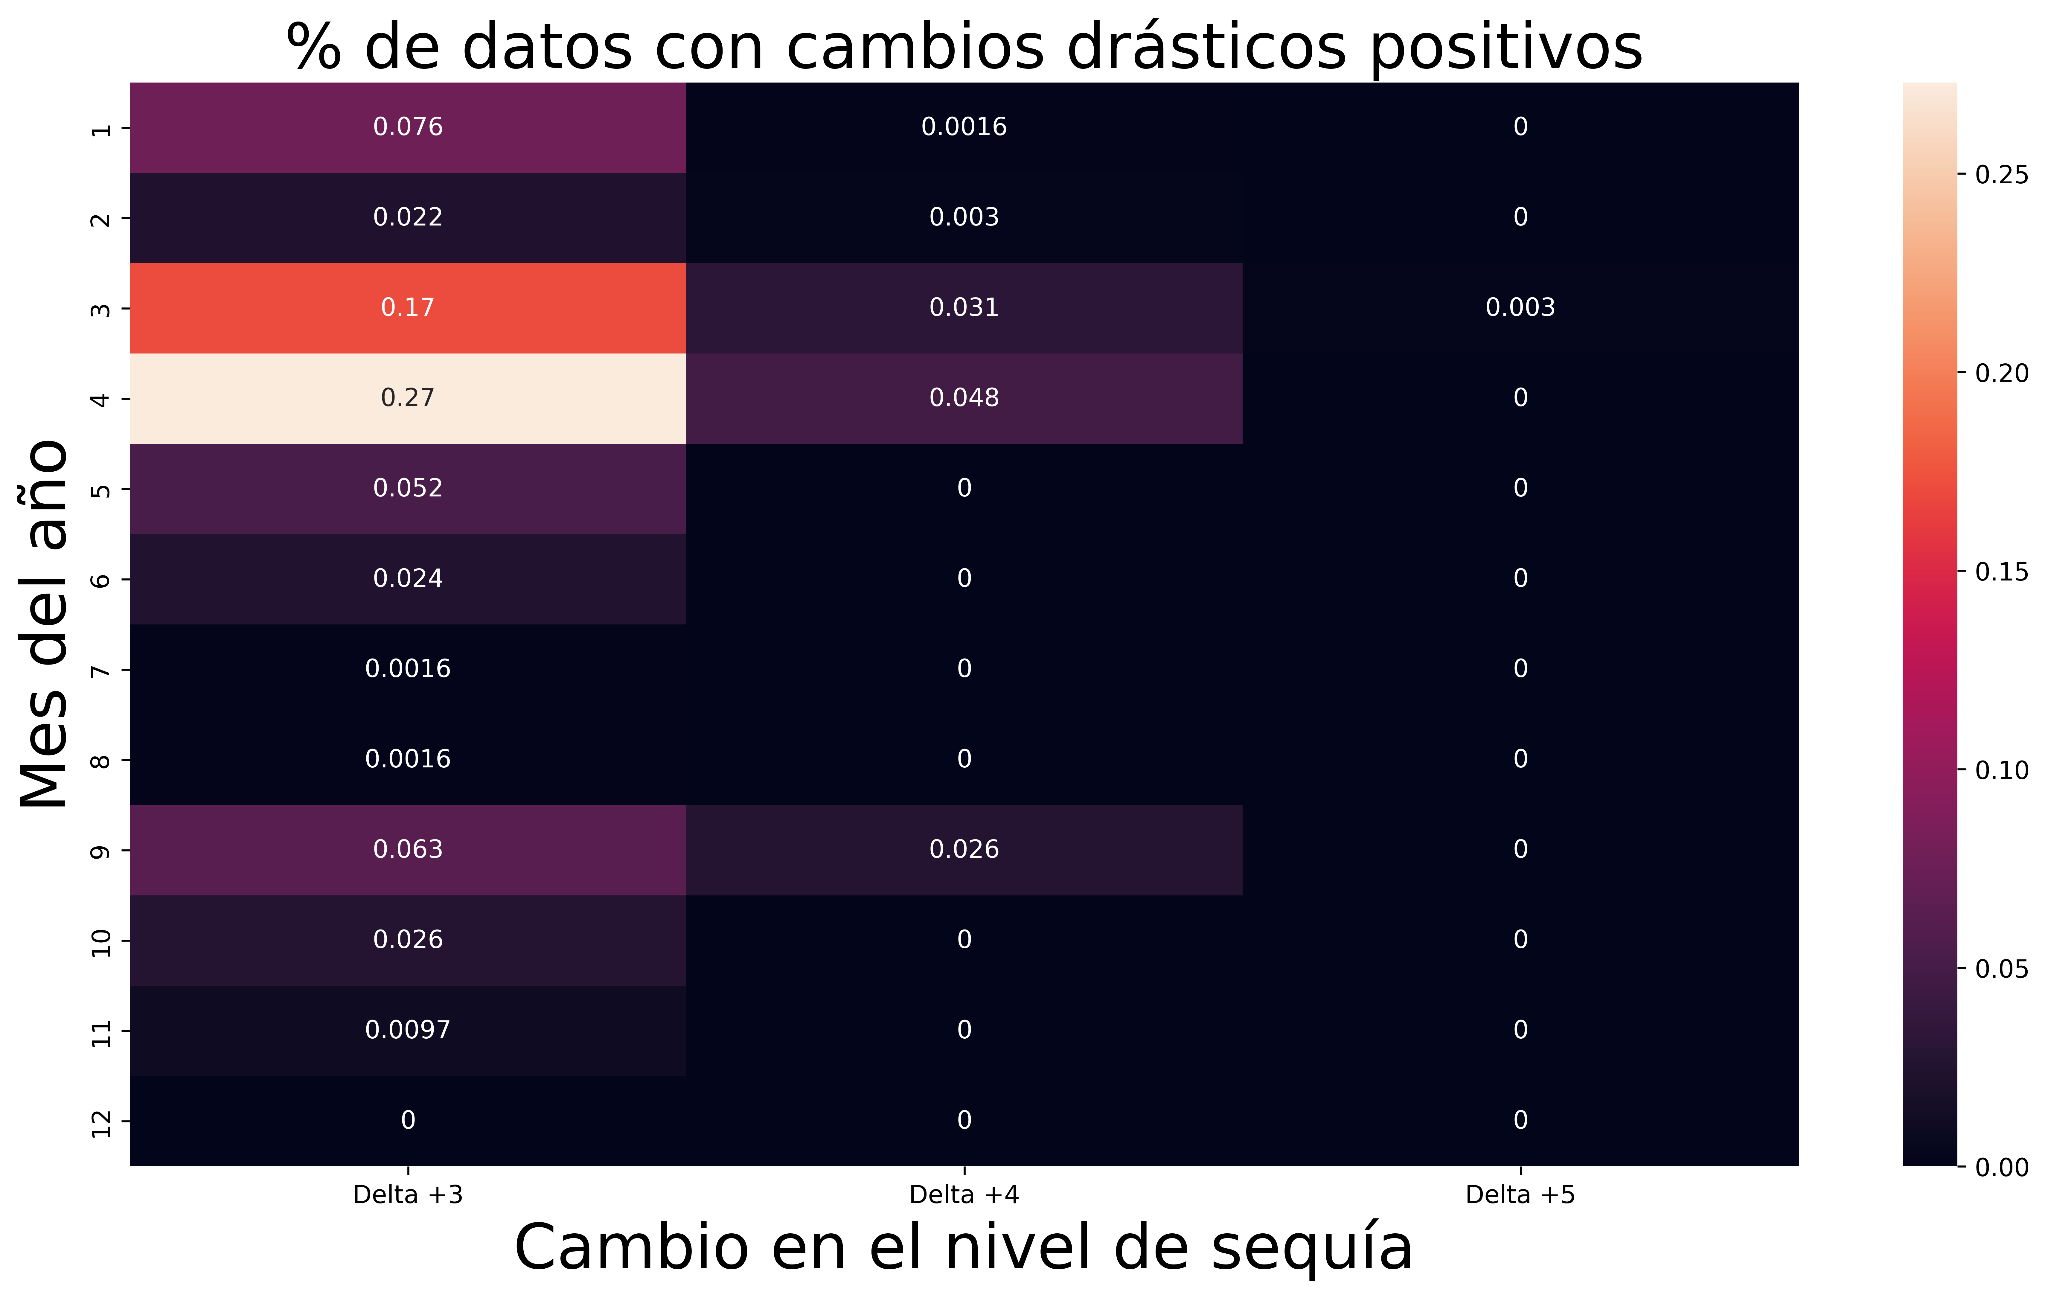 % de datos con cambios drásticos positivos
Mes del año
1 0.076 0.0016 0
2 0.022 0.003 0
3 0.17 0.031 0.003
4 0.27 0.048 0
5 0.052 0 0
6 0.024 0 0
7 0.0016 0 0
8 0.0016 0 0
9 0.063 0.026 0
10 0.026 0 0
11 0.0097 0 0
12 0 0 0
Delta +3 Delta +4 Delta +5
Cambio en el nivel de sequía
0.25
0.20
0.15
0.10
0.05
0.00